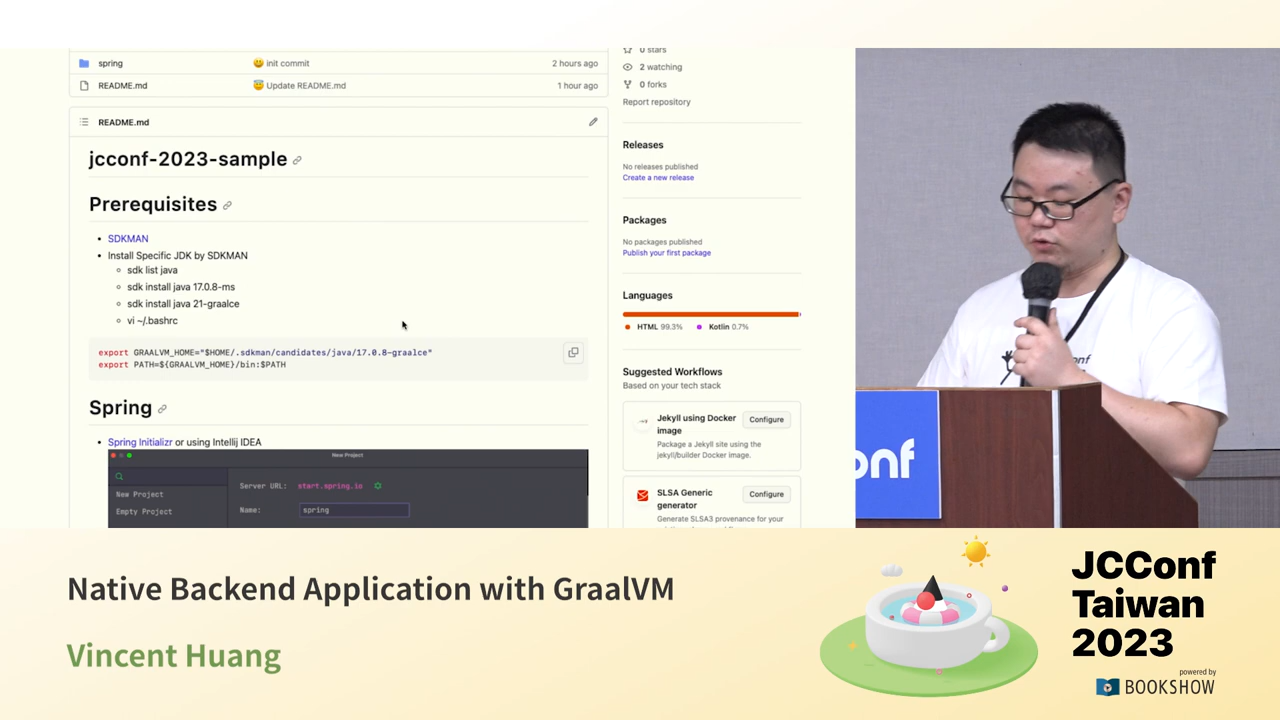 spring
😀 init commit
2 hours ago
README.md
😇 Update README.md
1 hour ago
README.md
jcconf-2023-sample
Prerequisites
SDKMAN
Install Specific JDK by SDKMAN
sdk list java
sdk install java 17.0.8-ms
sdk install java 21-graalce
vi ~/.bashrc
export GRAALVM_HOME="$HOME/.sdkman/candidates/java/17.0.8-graalce"
export PATH=${GRAALVM_HOME}/bin:$PATH
Spring
Spring Initializr or using Intellij IDEA
New Project
Server URL: start.spring.io
New Project
Empty Project
Name: spring
0 stars
2 watching
0 forks
Report repository
Releases
No releases published
Create a new release
Packages
No packages published
Publish your first package
Languages
HTML 99.3%
Kotlin 0.7%
Suggested Workflows
Based on your tech stack
Jekyll using Docker
image
Configure
Package a Jekyll site using the
jekyll/builder Docker image.
SLSA Generic
generator
Configure
Generate SLSA3 provenance for your
onf
Native Backend Application with GraalVM
Vincent Huang
JCConf
Taiwan
2023
powered by
BOOKSHOW